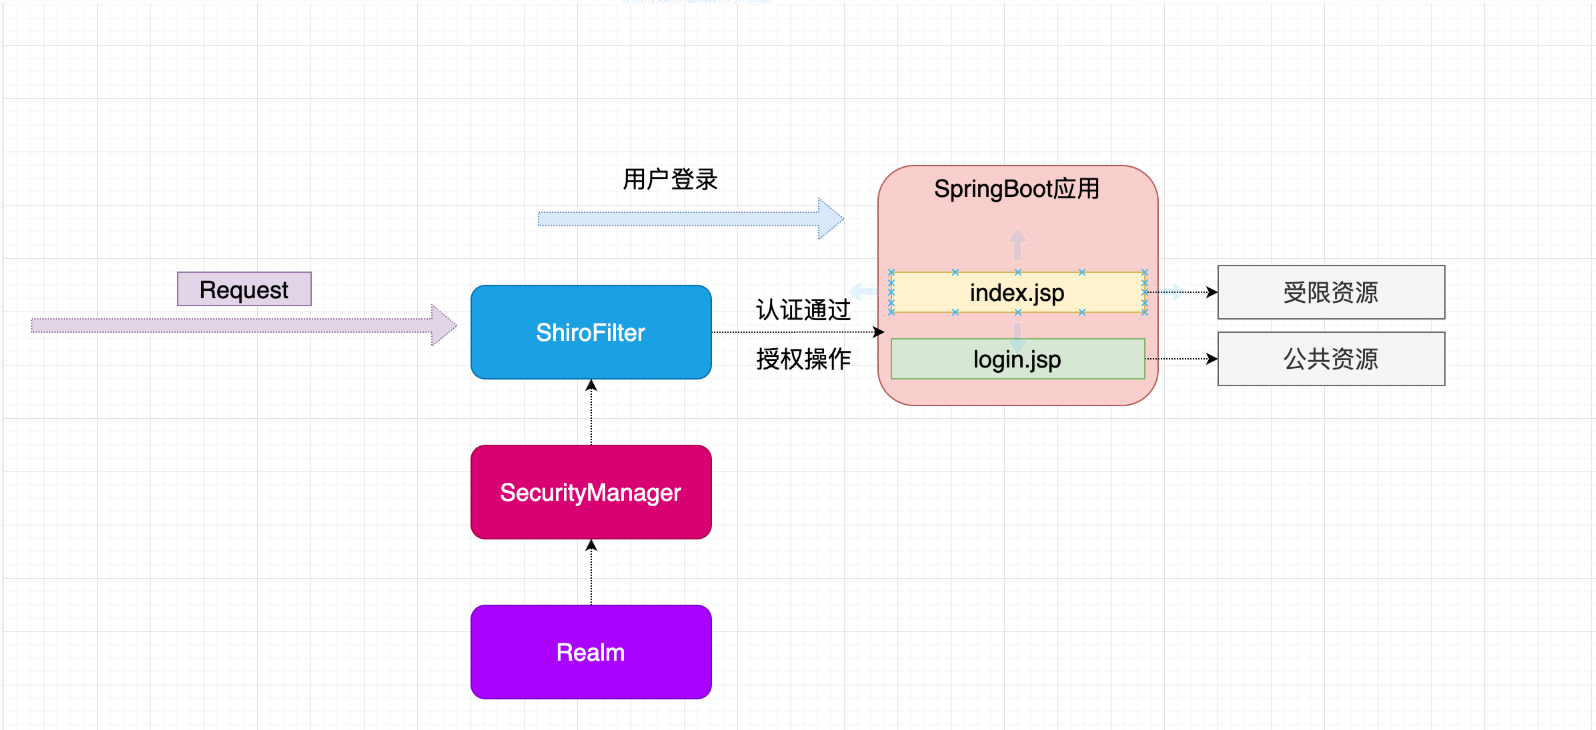 用户登录
SpringBoot应用
Request
index.jsp
受限资源
认证通过
ShiroFilter
授权操作
login.jsp
公共资源
SecurityManager
Realm